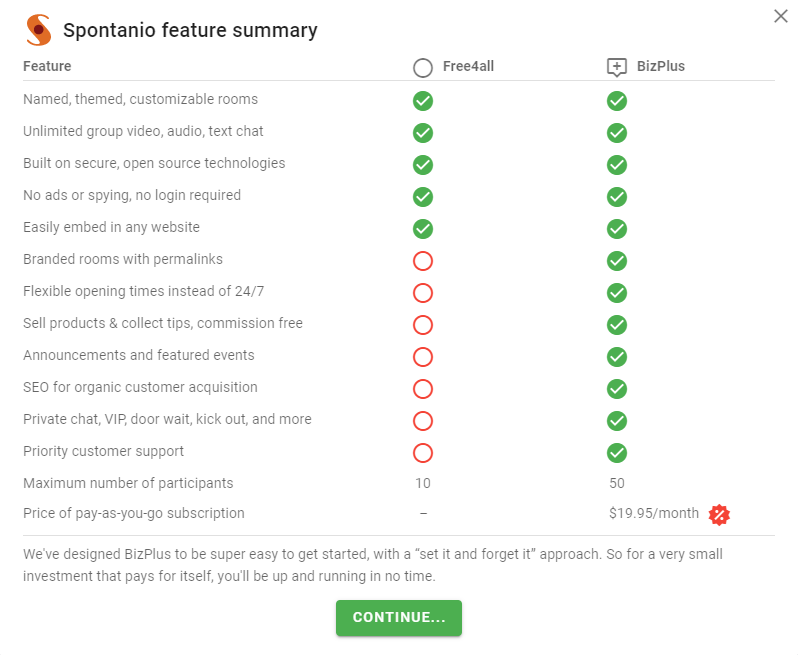 Spontanio feature summary
Feature Free4all BizPlus
Named, themed, customizable rooms
Unlimited group video, audio, text chat
Built on secure, open source technologies
No ads or spying, no login required
Easily embed in any website
Branded rooms with permalinks
Flexible opening times instead of 24/7
Sell products & collect tips, commission free
Announcements and featured events
SEO for organic customer acquisition
Private chat, VIP, door wait, kick out, and more
Priority customer support
Maximum number of participants 10 50
Price of pay-as-you-go subscription – $19.95/month
We've designed BizPlus to be super easy to get started, with a “set it and forget it” approach. So for a very small
investment that pays for itself, you'll be up and running in no time.
CONTINUE...